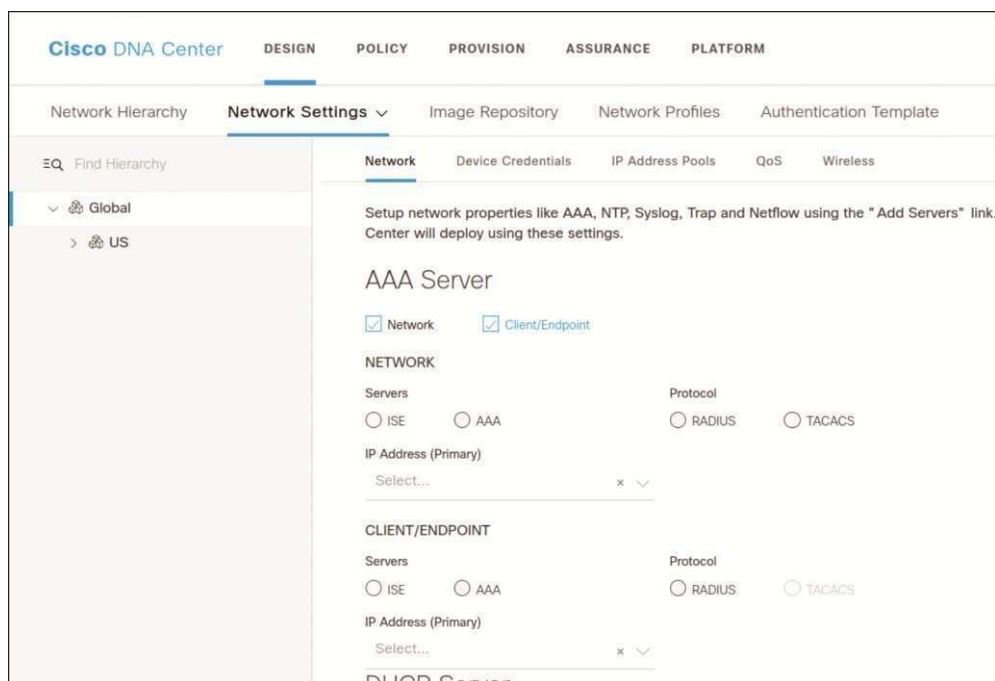 Cisco DNA Center DESIGN POLICY PROVISION ASSURANCE PLATFORM
Network Hierarchy Network Settings Image Repository Network Profiles Authentication Template
Find Hierarchy
Global
US
Network Device Credentials IP Address Pools QoS Wireless
Setup network properties like AAA, NTP, Syslog, Trap and Netflow using the "Add Servers" link.
Center will deploy using these settings.
AAA Server
Network Client/Endpoint
NETWORK
Servers Protocol
ISE AAA RADIUS TACACS
IP Address (Primary)
Select...
CLIENT/ENDPOINT
Servers Protocol
ISE AAA RADIUS TACACS
IP Address (Primary)
Select...
DHCP Server